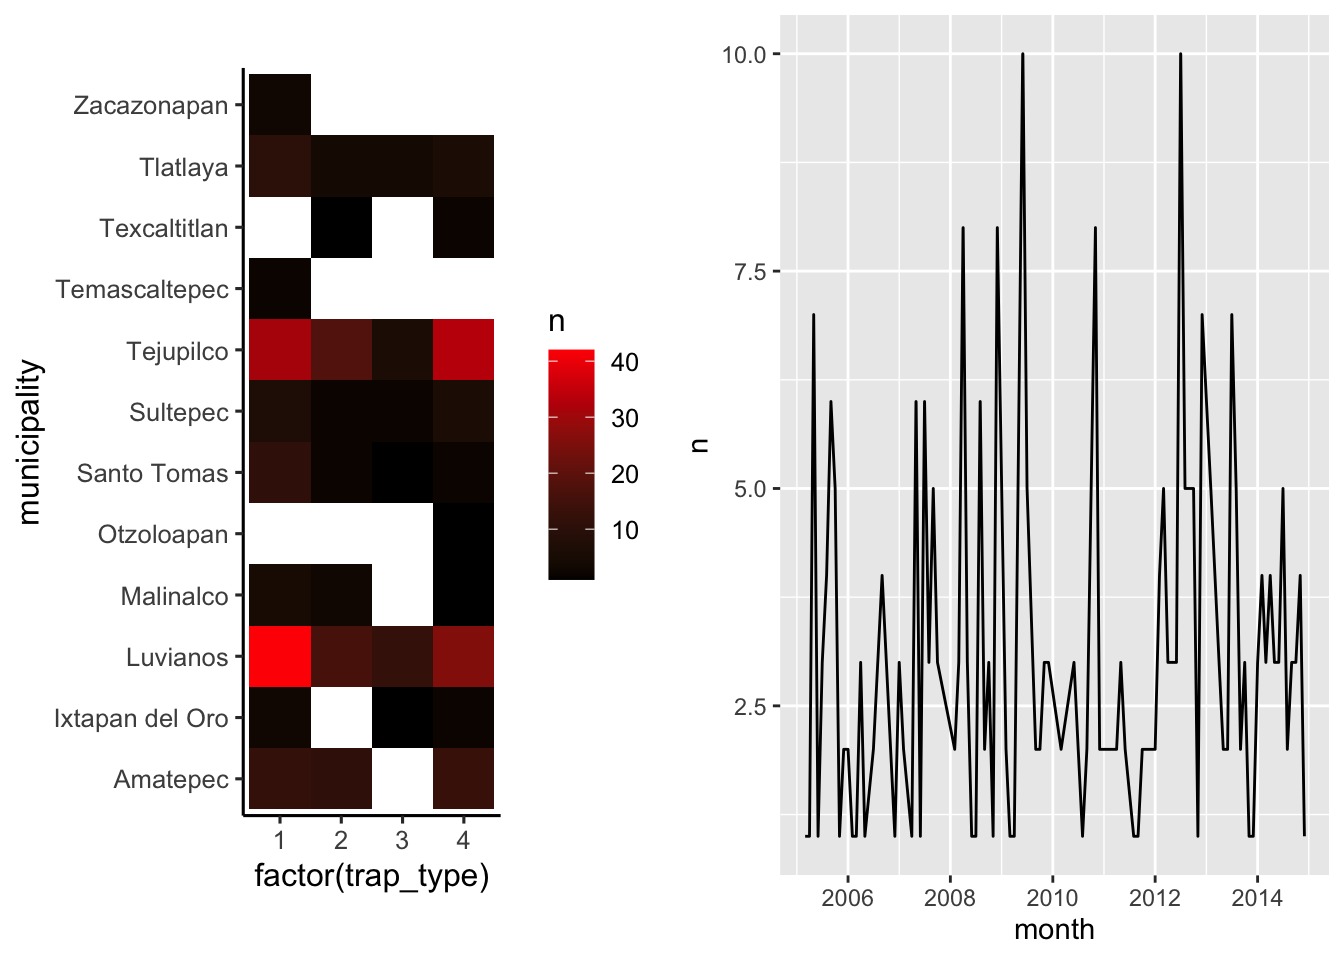 Zacazonapan
Tlatlaya
Texcaltitlan
Temascaltepec
Tejupilco
Sultepec
Santo Tomas
Otzoloapan
Malinalco
Luvianos
Ixtapan del Oro
Amatepec
municipality
1 2 3 4
factor(trap_type)
n
40
30
20
10
10.0
7.5
5.0
2.5
n
2006 2008 2010 2012 2014
month